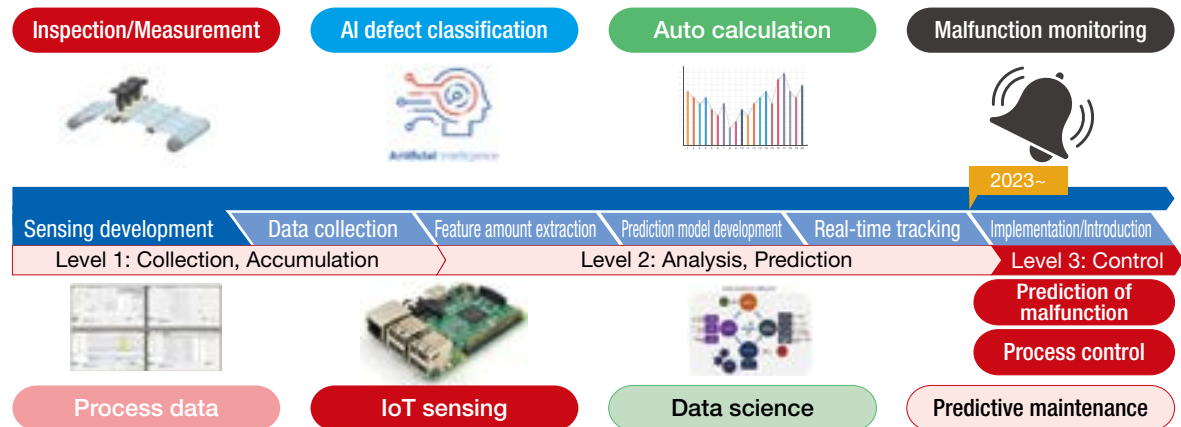 Inspection/Measurement
AI defect classification
Auto calculation
Malfunction monitoring
Artificial Intelligence
2023~
Sensing development
Data collection
Feature amount extraction
Prediction model development
Real-time tracking
Implementation/Introduction
Level 1: Collection, Accumulation
Level 2: Analysis, Prediction
Level 3: Control
Prediction of
malfunction
Process control
Process data
IoT sensing
Data science
Predictive maintenance